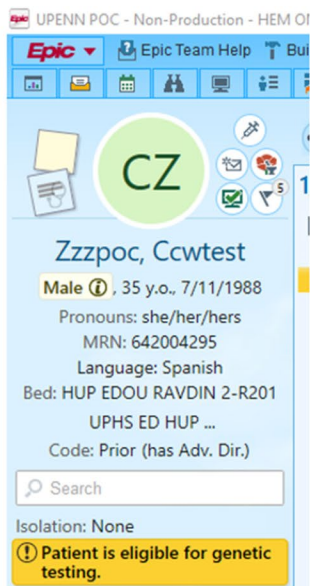 UPENN POC - Non-Production - HEM
Epic Epic Team Help
CZ
5
Zzzpoc, Ccwtest
Male, 35 y.o., 7/11/1988
Pronouns: she/her/hers
MRN: 642004295
Language: Spanish
Bed: HUP EDOU RAVDIN 2-R201
UPHS ED HUP ...
Code: Prior (has Adv. Dir.)
Search
Isolation: None
Patient is eligible for genetic
testing.